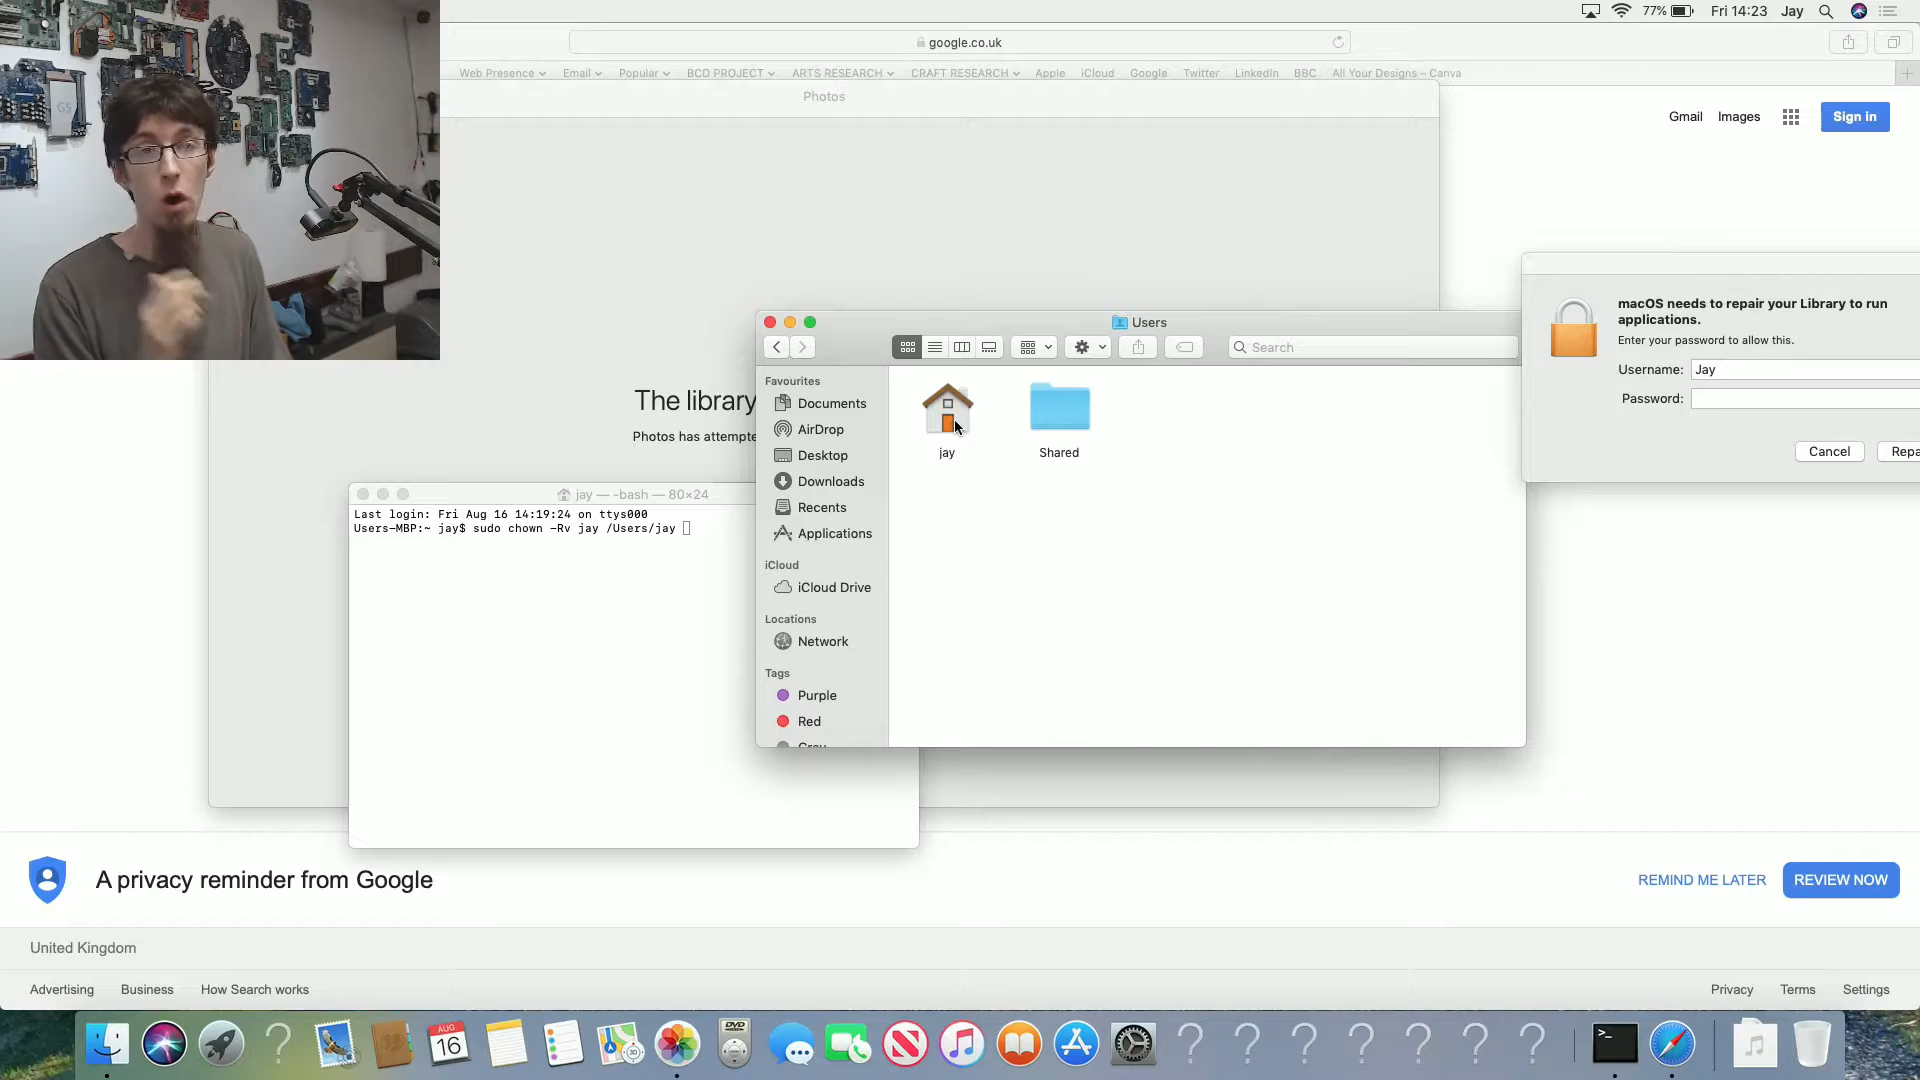 77%
Fri 14:23
Jay
google.co.uk
Web Presence
Email
Popular
BCD PROJECT
ARTS RESEARCH
CRAFT RESEARCH
Apple
iCloud
Google
Twitter
LinkedIn
BBC
All Your Designs – Canva
Photos
Gmail
Images
Sign in
G5
macOS needs to repair your Library to run
applications.
Enter your password to allow this.
Username: Jay
Password:
Cancel
Repa
Users
Search
Favourites
Documents
AirDrop
Desktop
Downloads
Recents
Applications
iCloud
iCloud Drive
Locations
Network
Tags
Purple
Red
Gray
jay
Shared
The library
Photos has attempte
jay — -bash — 80×24
Last login: Fri Aug 16 14:19:24 on ttys000
Users-MBP:~ jay$ sudo chown -Rv jay /Users/jay
A privacy reminder from Google
REMIND ME LATER
REVIEW NOW
United Kingdom
Advertising
Business
How Search works
Privacy
Terms
Settings
AUG
16
3D
DVD
>_